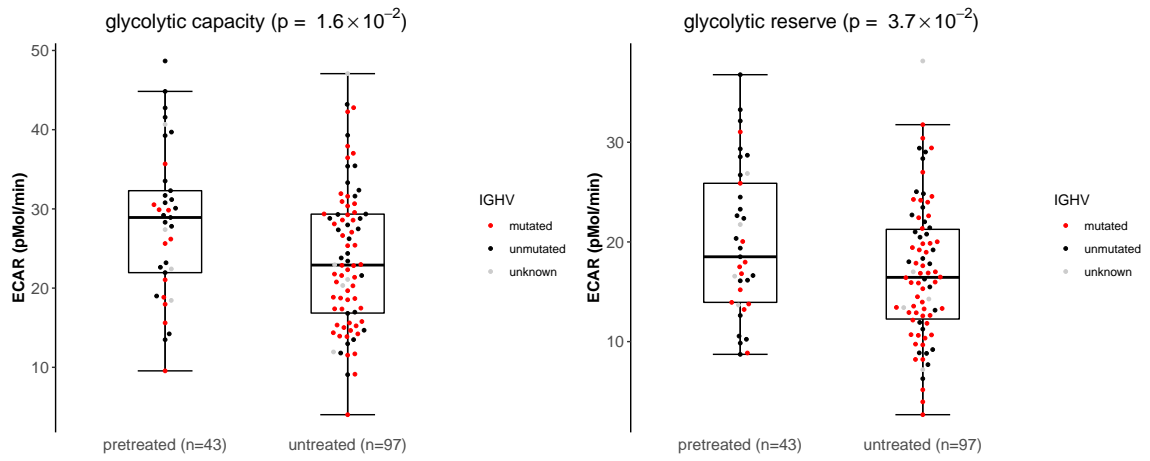 glycolytic capacity (p = 1.6×10⁻²)
50
40
30
20
10
ECAR (pMol/min)
pretreated (n=43)
untreated (n=97)
IGHV
mutated
unmutated
unknown
glycolytic reserve (p = 3.7×10⁻²)
30
20
10
ECAR (pMol/min)
pretreated (n=43)
untreated (n=97)
IGHV
mutated
unmutated
unknown